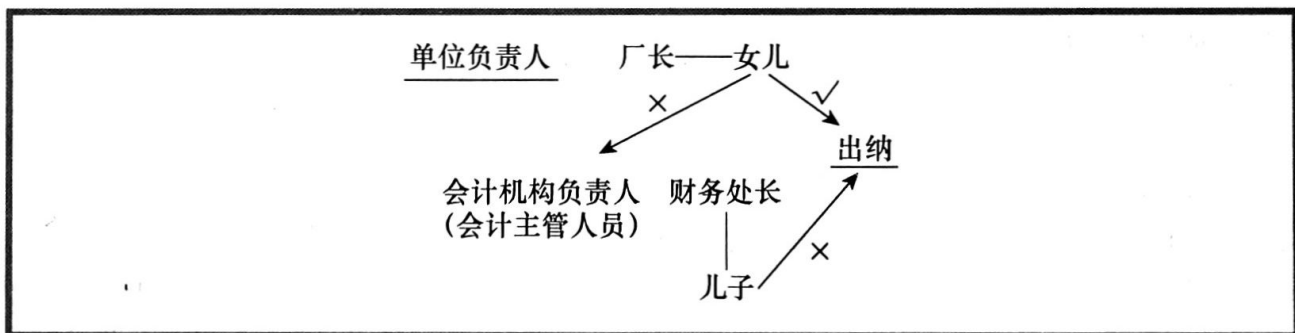 单位负责人 厂长——女儿
× √
出纳
会计机构负责人 财务处长
(会计主管人员)
×
儿子